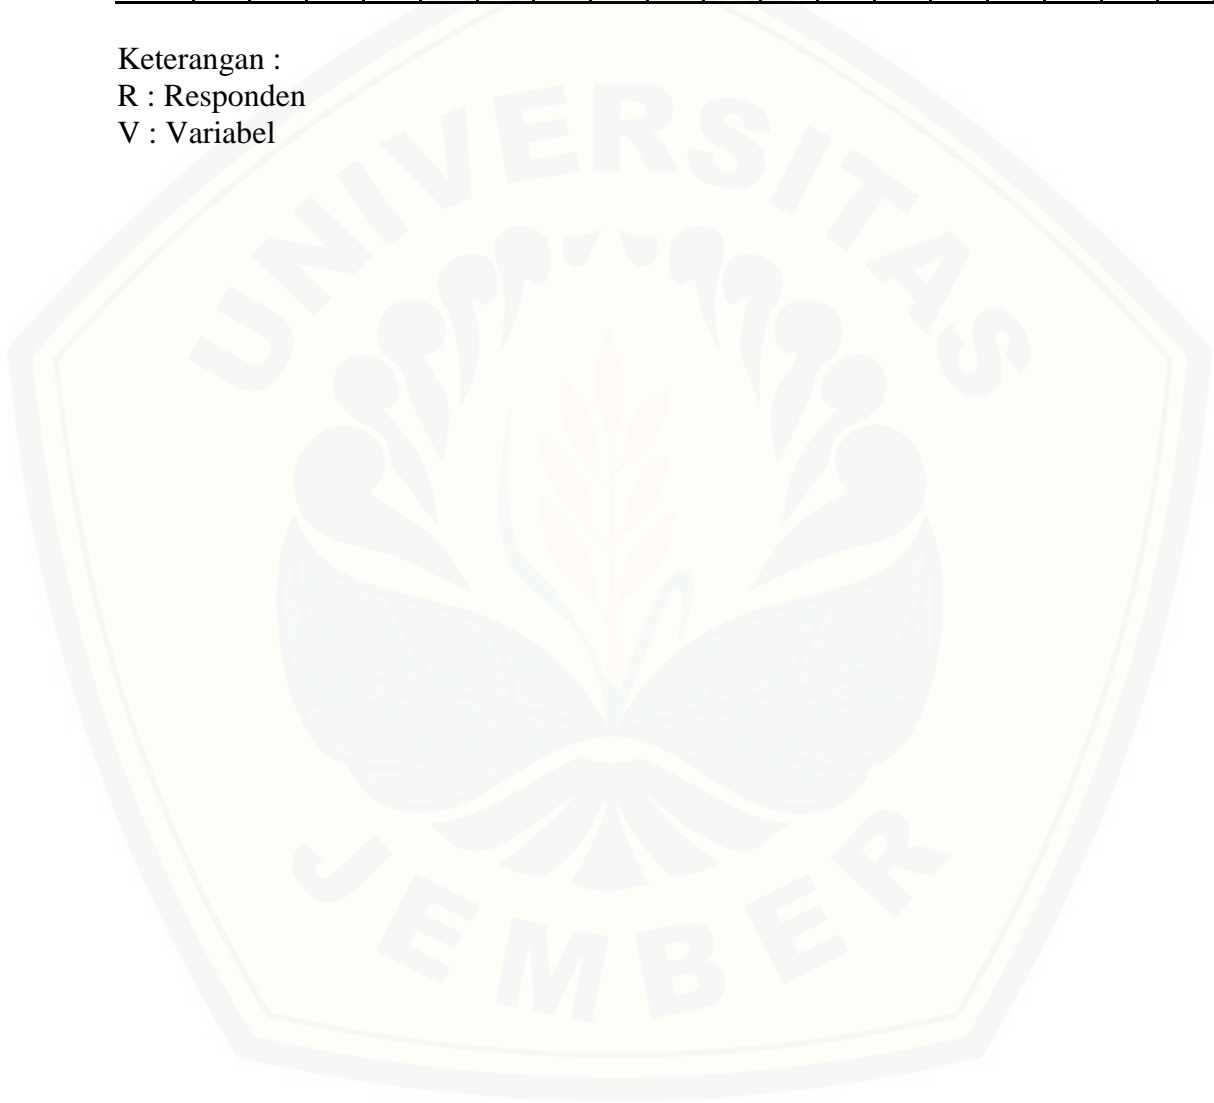 Keterangan :
R : Responden
V : Variabel
UNIVERSITAS
JEMBER